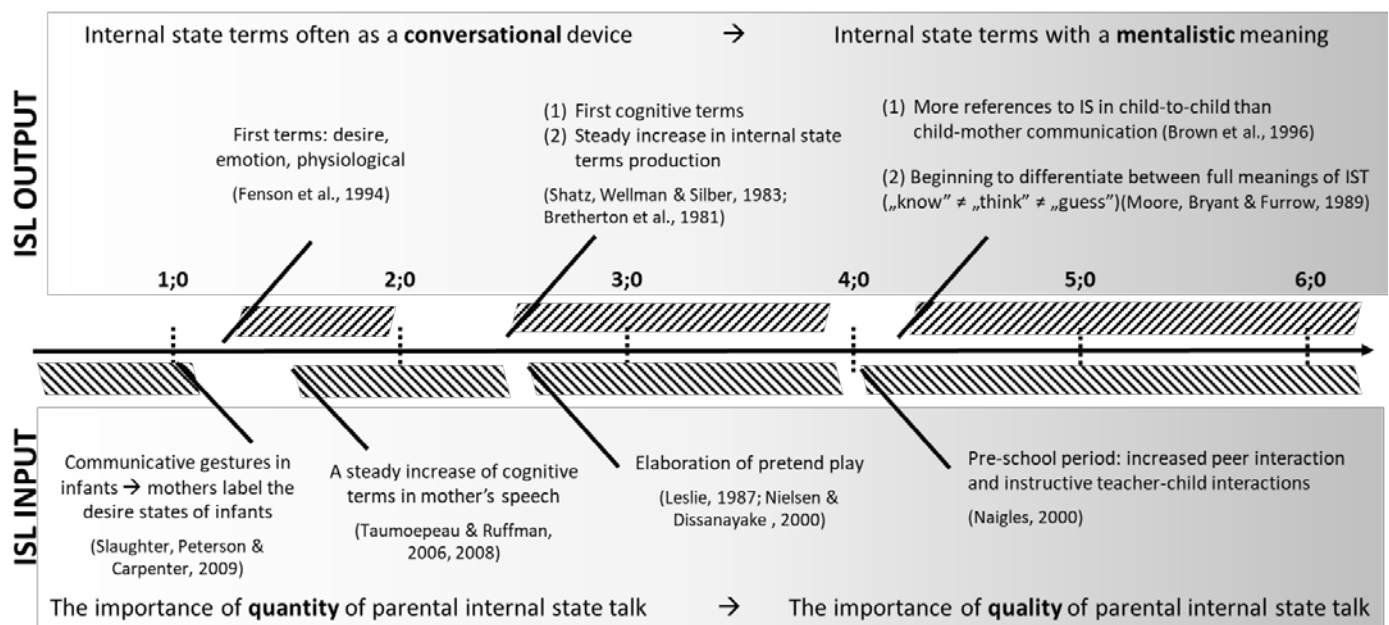 Internal state terms often as a conversational device → Internal state terms with a mentalistic meaning
ISL OUTPUT
First terms: desire,
emotion, physiological
(Fenson et al., 1994)
(1) First cognitive terms
(2) Steady increase in internal state
terms production
(Shatz, Wellman & Silber, 1983;
Bretherton et al., 1981)
(1) More references to IS in child-to-child than
child-mother communication (Brown et al., 1996)
(2) Beginning to differentiate between full meanings of IST
(„know” ≠ „think” ≠ „guess”)(Moore, Bryant & Furrow, 1989)
1;0 2;0 3;0 4;0 5;0 6;0
ISL INPUT
Communicative gestures in
infants → mothers label the
desire states of infants
(Slaughter, Peterson &
Carpenter, 2009)
A steady increase of cognitive
terms in mother’s speech
(Taumoepeau & Ruffman,
2006, 2008)
Elaboration of pretend play
(Leslie, 1987; Nielsen &
Dissanayake , 2000)
Pre-school period: increased peer interaction
and instructive teacher-child interactions
(Naigles, 2000)
The importance of quantity of parental internal state talk → The importance of quality of parental internal state talk